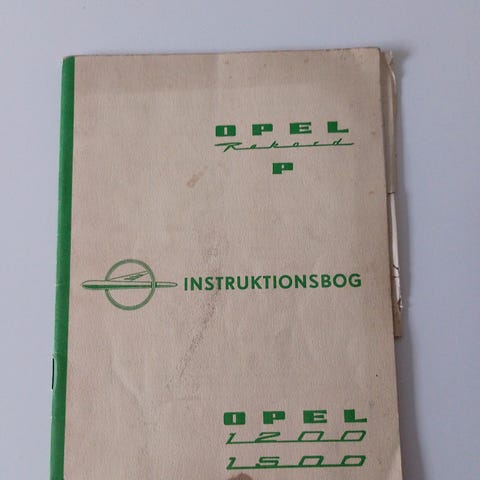 OPEL
Rekord
P
INSTRUKTIONSBOG
OPEL
1200
1500